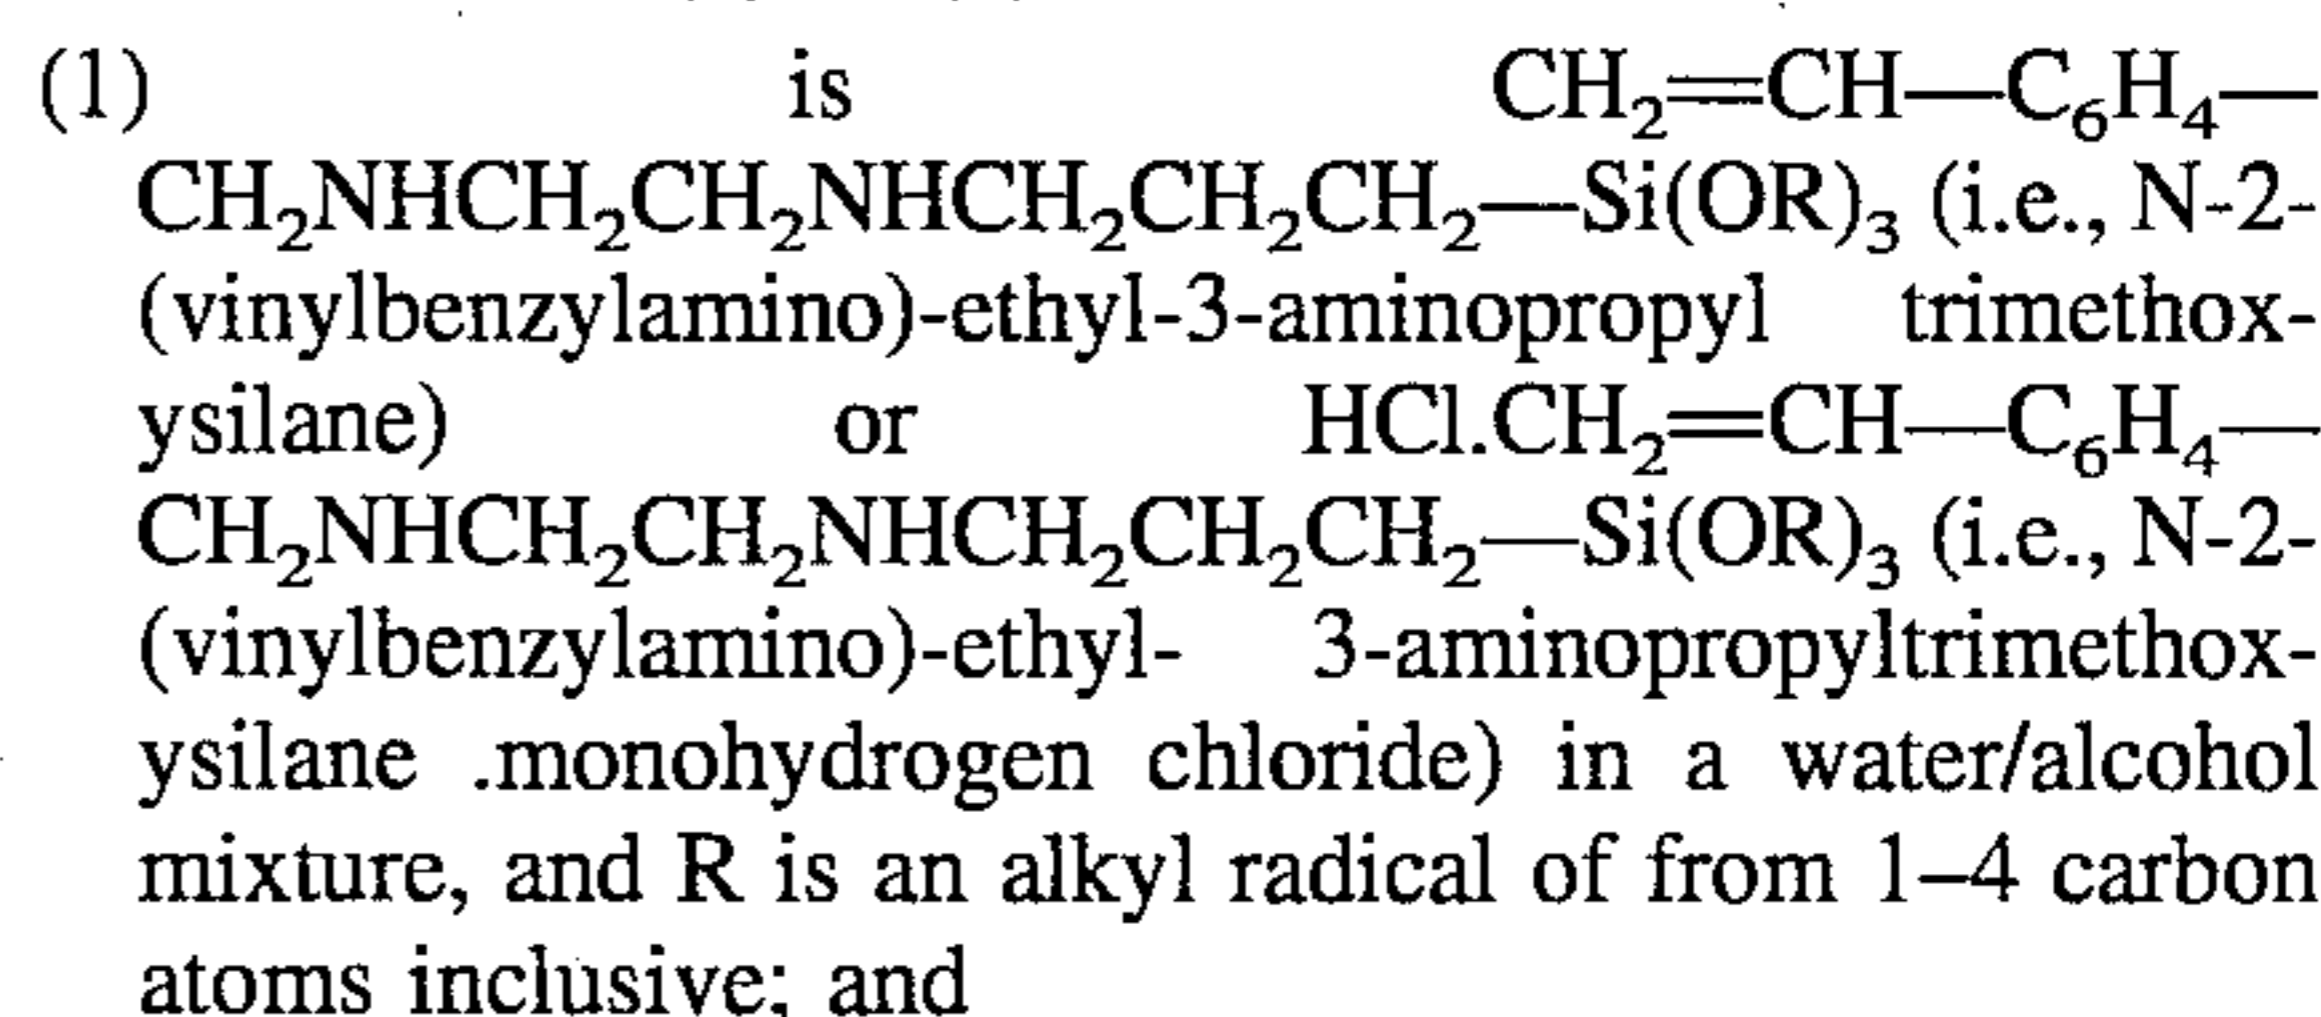 (1) is CH₂=CH—C₆H₄—
CH₂NHCH₂CH₂NHCH₂CH₂CH₂—Si(OR)₃ (i.e., N-2-
(vinylbenzylamino)-ethyl-3-aminopropyl trimethox-
ysilane) or HCl.CH₂=CH—C₆H₄—
CH₂NHCH₂CH₂NHCH₂CH₂CH₂—Si(OR)₃ (i.e., N-2-
(vinylbenzylamino)-ethyl- 3-aminopropyltrimethox-
ysilane .monohydrogen chloride) in a water/alcohol
mixture, and R is an alkyl radical of from 1–4 carbon
atoms inclusive; and